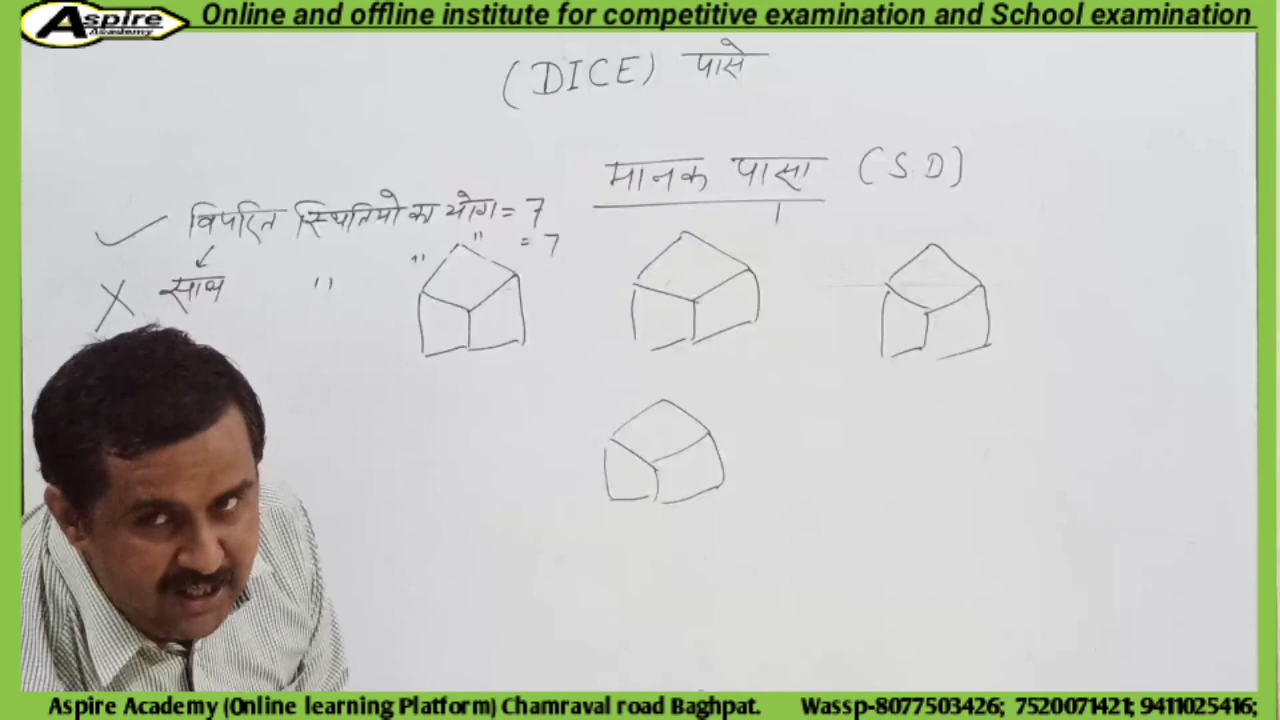 Aspire Academy
Online and offline institute for competitive examination and School examination
(DICE) पासे
मानक पासा (S.D)
विपरित स्थितियो का योग = 7
साथ " " " = 7
Aspire Academy (Online learning Platform) Chamraval road Baghpat. Wassp-8077503426; 7520071421; 9411025416;